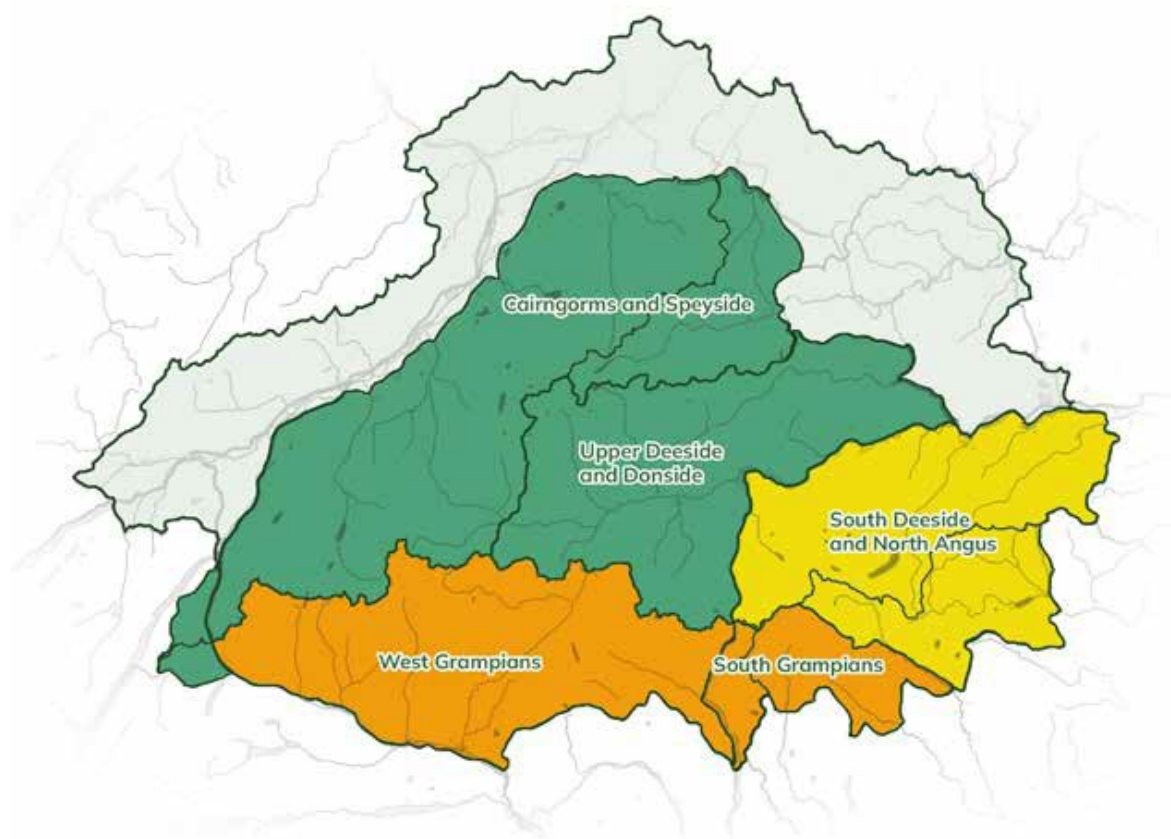 Cairngorms and Speyside
Upper Deeside
and Donside
South Deeside
and North Angus
West Grampians
South Grampians